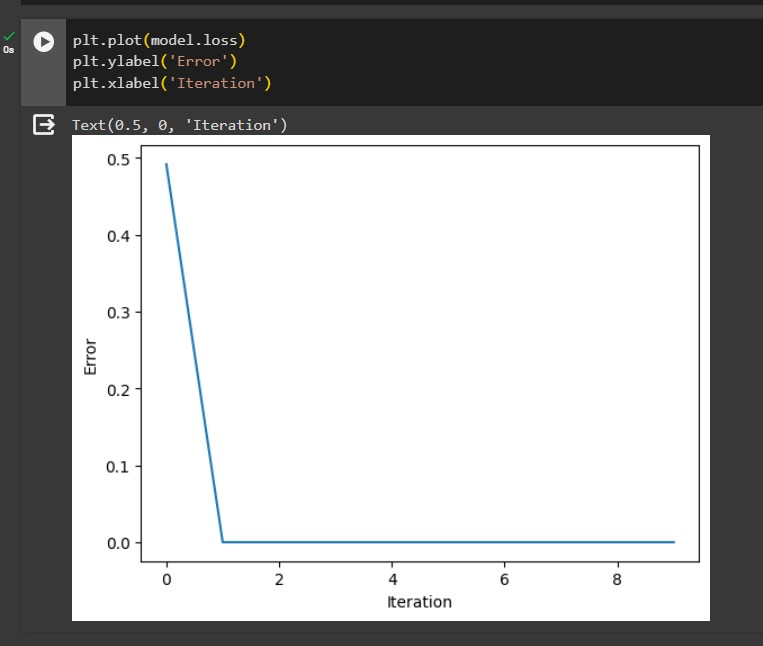 plt.plot(model.loss)
0s
plt.ylabel('Error')
plt.xlabel('Iteration')
Text(0.5, 0, 'Iteration')
0.5
0.4
0.3
0.2
0.1
0.0
Error
0 2 4 6 8
Iteration